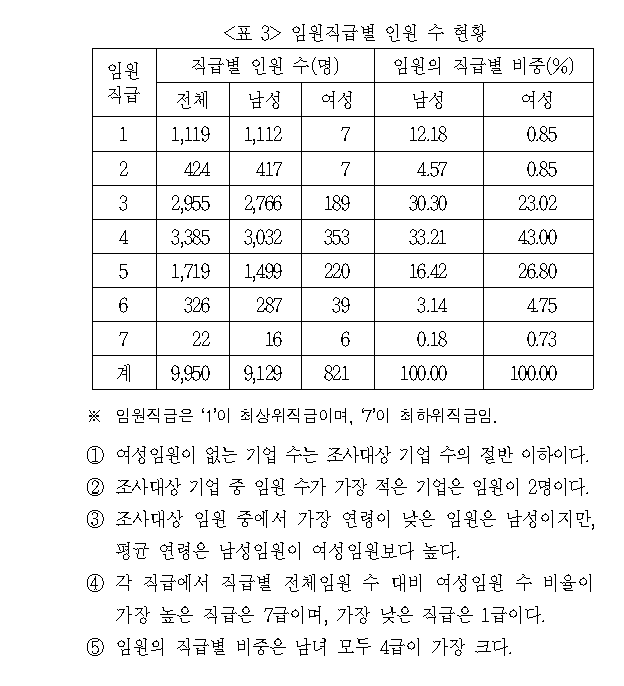 <표 3> 임원직급별 인원 수 현황
임원 직급별 인원 수(명) 임원의 직급별 비중(%)
직급 전체 남성 여성 남성 여성
1 1,119 1,112 7 12.18 0.85
2 424 417 7 4.57 0.85
3 2,955 2,766 189 30.30 23.02
4 3,385 3,032 353 33.21 43.00
5 1,719 1,499 220 16.42 26.80
6 326 287 39 3.14 4.75
7 22 16 6 0.18 0.73
계 9,950 9,129 821 100.00 100.00
※ 임원직급은 ‘1’이 최상위직급이며, ‘7’이 최하위직급임.
① 여성임원이 없는 기업 수는 조사대상 기업 수의 절반 이하이다.
② 조사대상 기업 중 임원 수가 가장 적은 기업은 임원이 2명이다.
③ 조사대상 임원 중에서 가장 연령이 낮은 임원은 남성이지만,
평균 연령은 남성임원이 여성임원보다 높다.
④ 각 직급에서 직급별 전체임원 수 대비 여성임원 수 비율이
가장 높은 직급은 7급이며, 가장 낮은 직급은 1급이다.
⑤ 임원의 직급별 비중은 남녀 모두 4급이 가장 크다.